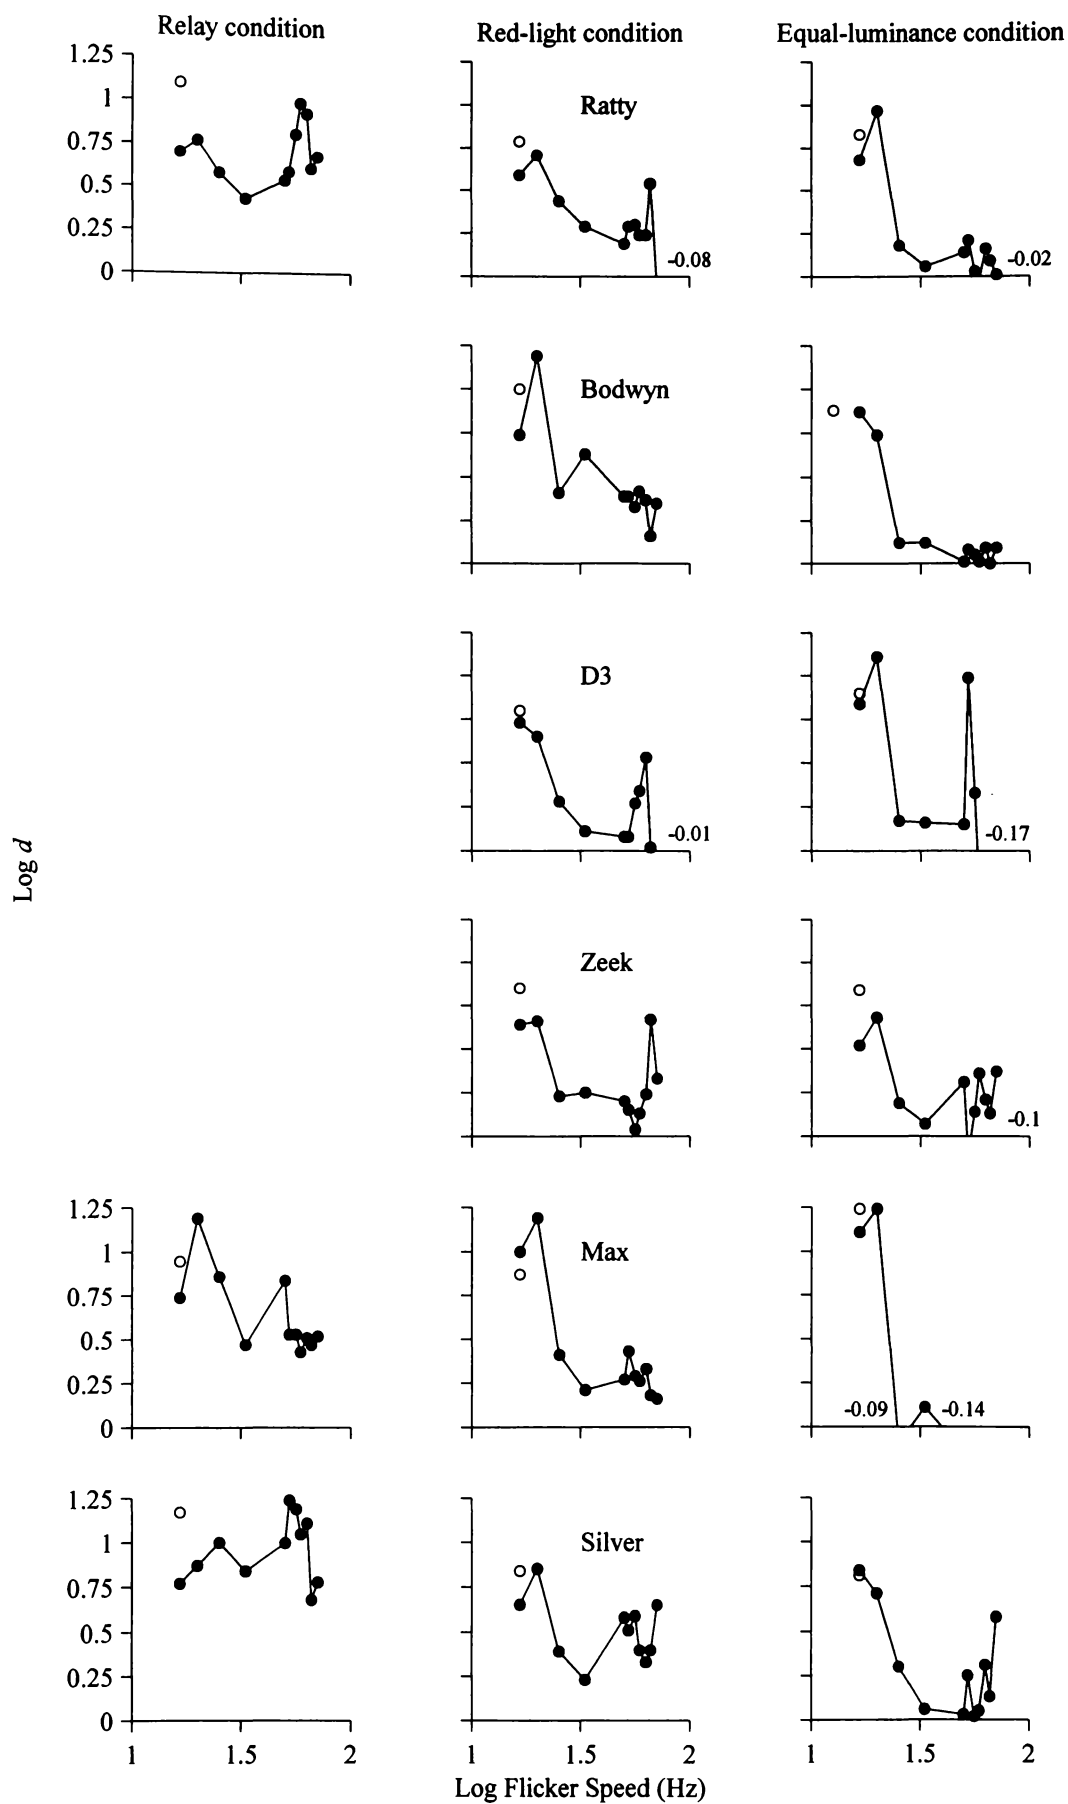 Relay condition
Red-light condition
Equal-luminance condition
1.25
1
0.75
0.5
0.25
0
Ratty
-0.08
-0.02
Bodwyn
D3
-0.01
-0.17
Log d
Zeek
-0.1
1.25
1
0.75
0.5
0.25
0
Max
-0.09
-0.14
1.25
1
0.75
0.5
0.25
0
Silver
1 1.5 2
1 1.5 2
1 1.5 2
Log Flicker Speed (Hz)